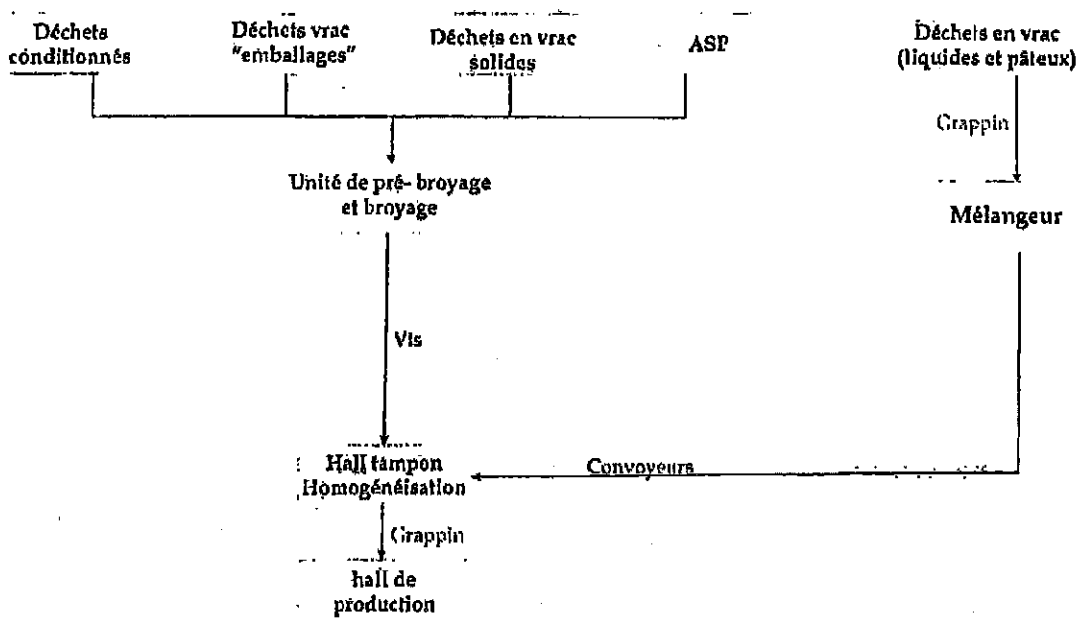 Déchets
conditionnés
Déchets vrac
"emballages"
Déchets en vrac
solides
ASP
Déchets en vrac
(liquides et pâteux)
Grappin
Unité de pré- broyage
et broyage
Mélangeur
Vis
Hall tampon
Homogénéisation
Convoyeurs
Grappin
hall de
production